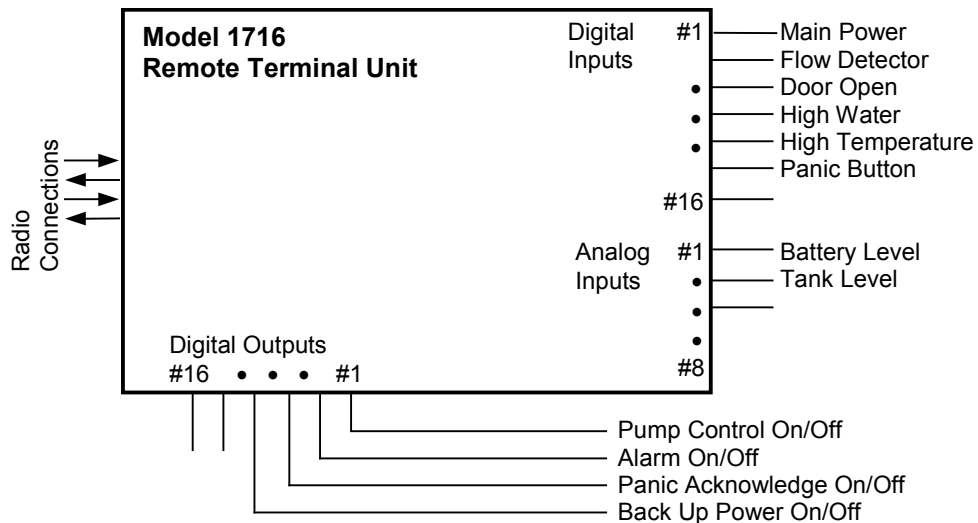 Model 1716
Remote Terminal Unit
Digital
Inputs
#1
Main Power
Flow Detector
Door Open
High Water
High Temperature
Panic Button
#16
Radio
Connections
Analog
Inputs
#1
Battery Level
Tank Level
#8
Digital Outputs
#16 • • • #1
Pump Control On/Off
Alarm On/Off
Panic Acknowledge On/Off
Back Up Power On/Off